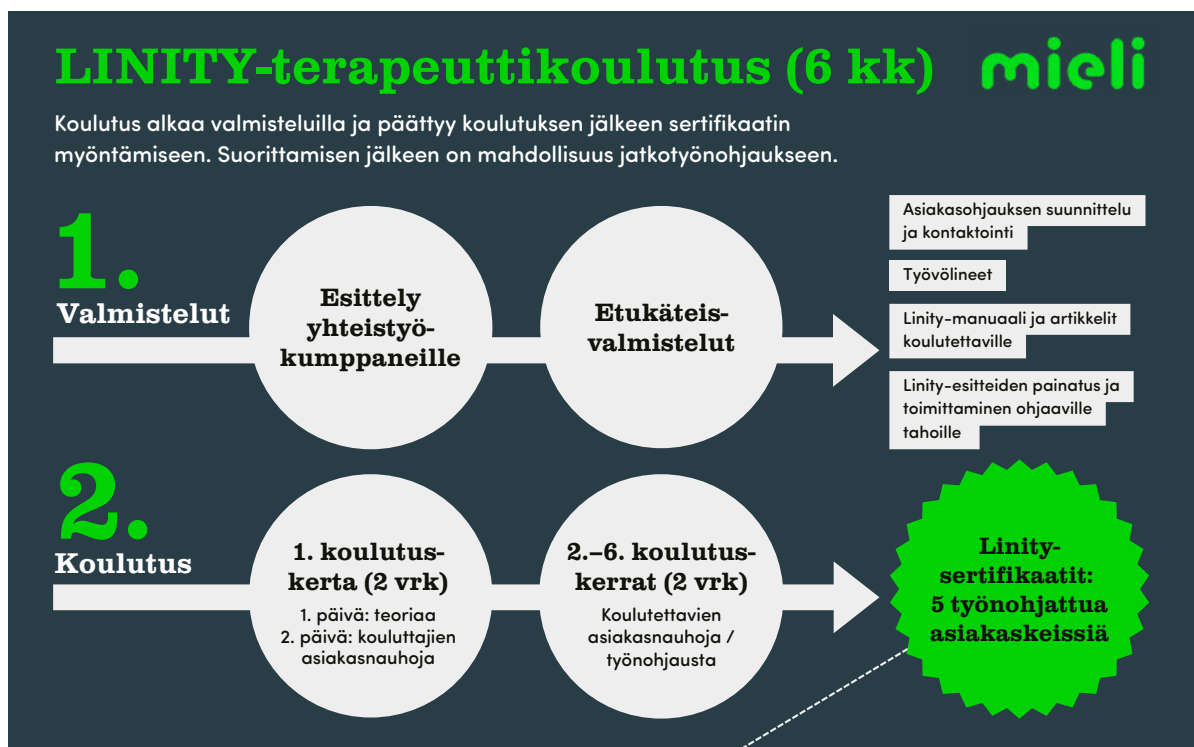 LINITY-terapeuttikoulutus (6 kk)
mieli
Koulutus alkaa valmisteluilla ja päättyy koulutuksen jälkeen sertifikaatin
myöntämiseen. Suorittamisen jälkeen on mahdollisuus jatkotyönohjaukseen.
1.
Valmistelut
Esittely
yhteistyö-
kumppaneille
Etukäteis-
valmistelut
Asiakasohjauksen suunnittelu
ja kontaktointi
Työvölineet
Linity-manuaali ja artikkelit
koulutettaville
Linity-esitteiden painatus ja
toimittaminen ohjaaville
tahoille
2.
Koulutus
1. koulutus-
kerta (2 vrk)
1. päivä: teoriaa
2. päivä: kouluttajien
asiakasnauhoja
2.–6. koulutus-
kerrat (2 vrk)
Koulutettavien
asiakasnauhoja /
työnohjausta
Linity-
sertifikaatit:
5 työnohjattua
asiakaskeissiä